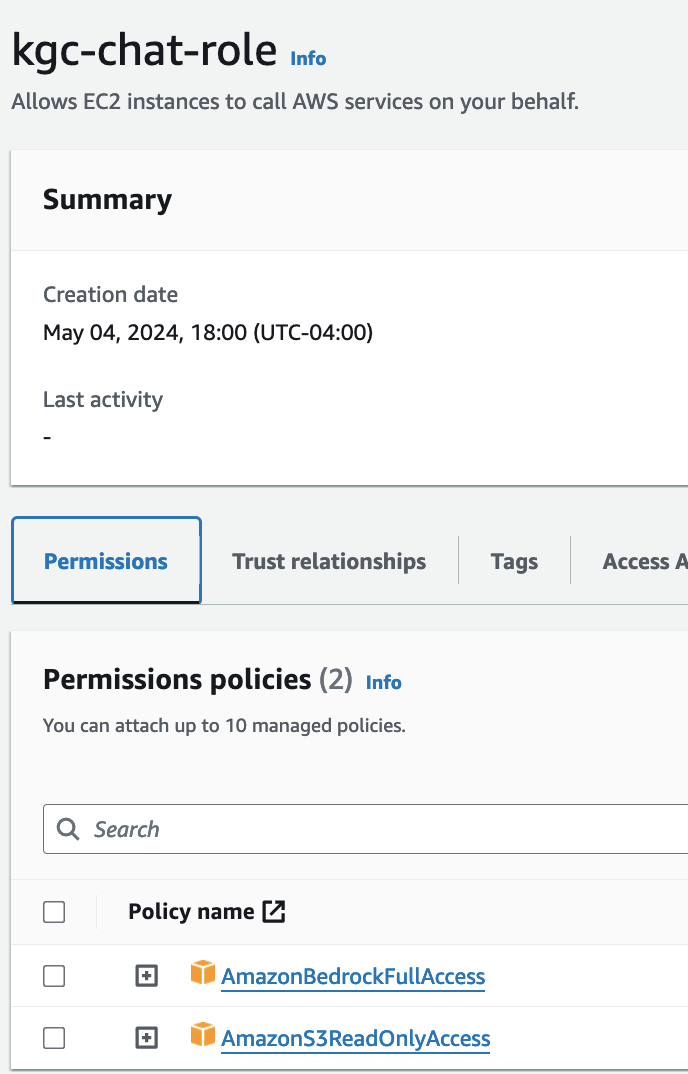 kgc-chat-role Info
Allows EC2 instances to call AWS services on your behalf.
Summary
Creation date
May 04, 2024, 18:00 (UTC-04:00)
Last activity
-
Permissions Trust relationships Tags Access A
Permissions policies (2) Info
You can attach up to 10 managed policies.
Search
Policy name
AmazonBedrockFullAccess
AmazonS3ReadOnlyAccess